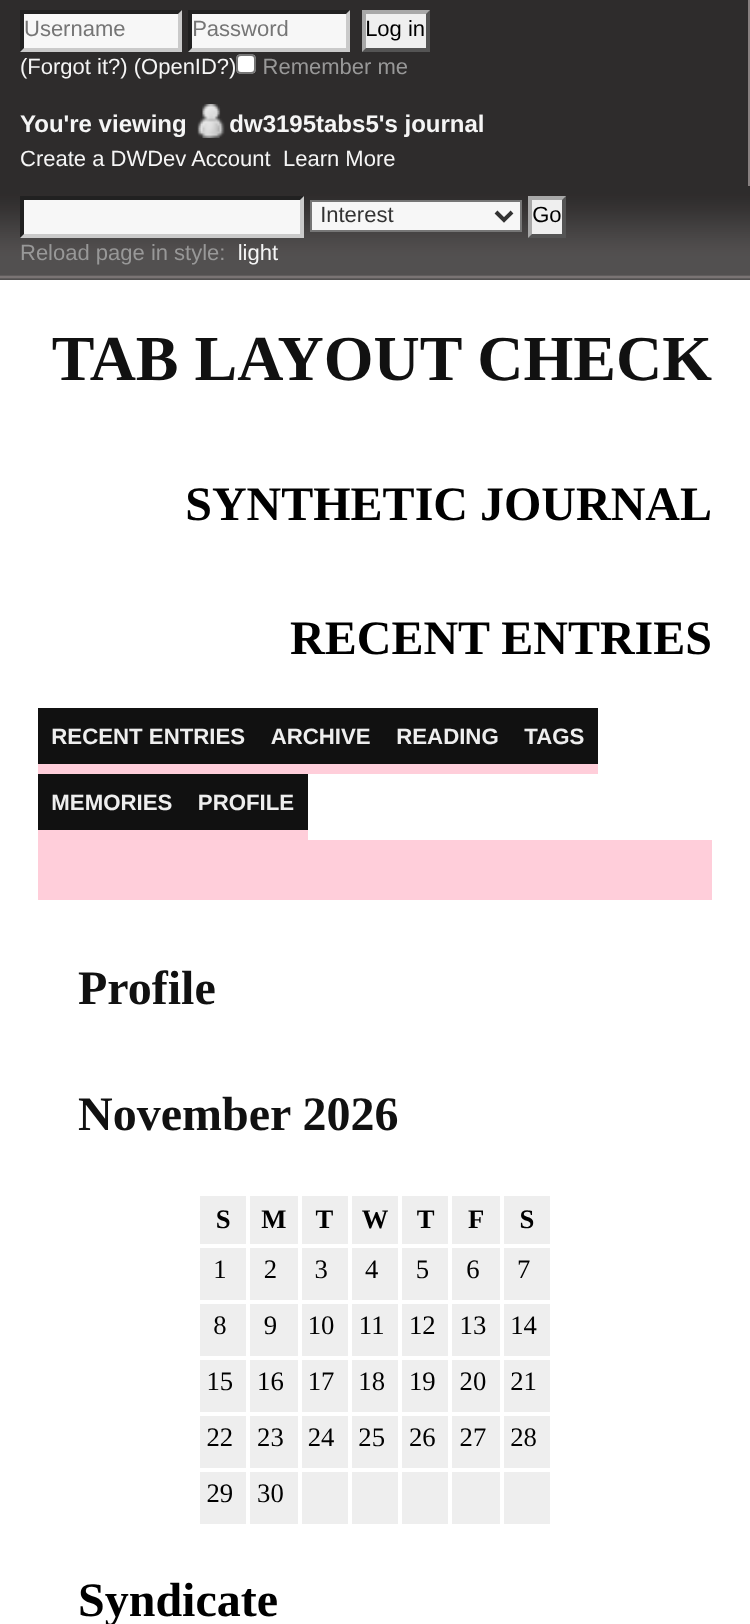 Username Password Log in
(Forgot it?) (OpenID?) Remember me
You're viewing dw3195tabs5's journal
Create a DWDev Account Learn More
Interest Go
Reload page in style: light
TAB LAYOUT CHECK
SYNTHETIC JOURNAL
RECENT ENTRIES
RECENT ENTRIES ARCHIVE READING TAGS
MEMORIES PROFILE
Profile
November 2026
S M T W T F S
1 2 3 4 5 6 7
8 9 10 11 12 13 14
15 16 17 18 19 20 21
22 23 24 25 26 27 28
29 30
Syndicate